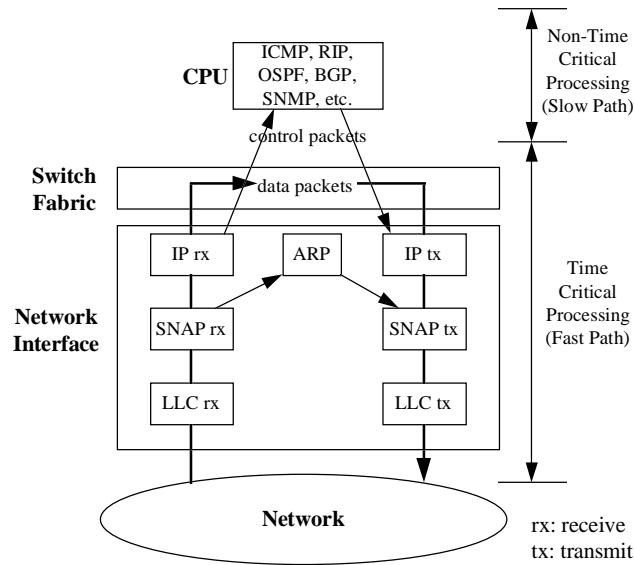 ICMP, RIP,
OSPF, BGP,
SNMP, etc.
CPU
Non-Time
Critical
Processing
(Slow Path)
control packets
Switch
Fabric
data packets
IP rx
ARP
IP tx
Network
Interface
SNAP rx
SNAP tx
Time
Critical
Processing
(Fast Path)
LLC rx
LLC tx
Network
rx: receive
tx: transmit